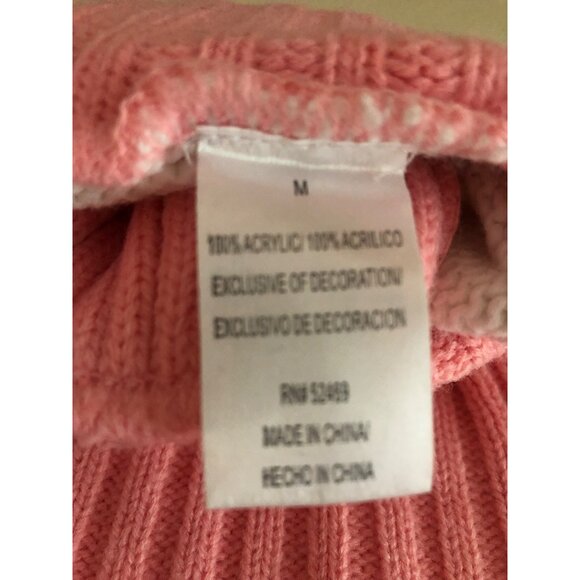 M
100% ACRYLIC/ 100% ACRILICO
EXCLUSIVE OF DECORATION/
EXCLUSIVO DE DECORACION
RN# 52469
MADE IN CHINA/
HECHO IN CHINA